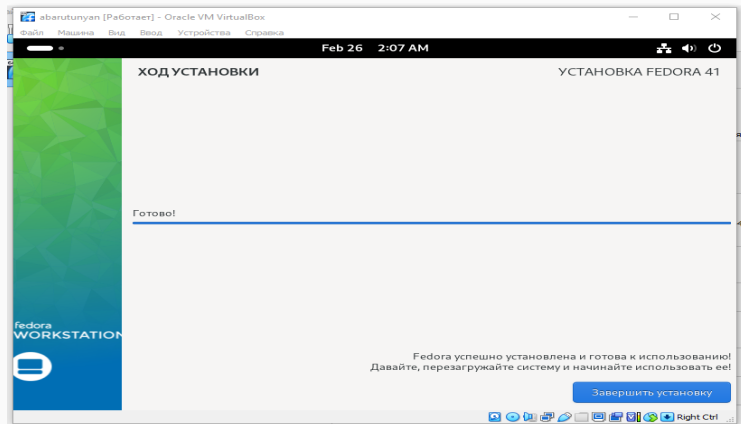 abarutunyan [Работает] - Oracle VM VirtualBox
Файл Машина Вид Ввод Устройства Справка
Feb 26 2:07 AM
ХОД УСТАНОВКИ
УСТАНОВКА FEDORA 41
Готово!
fedora
WORKSTATION
Fedora успешно установлена и готова к использованию!
Давайте, перезагружайте систему и начинайте использовать ее!
Завершить установку
Right Ctrl